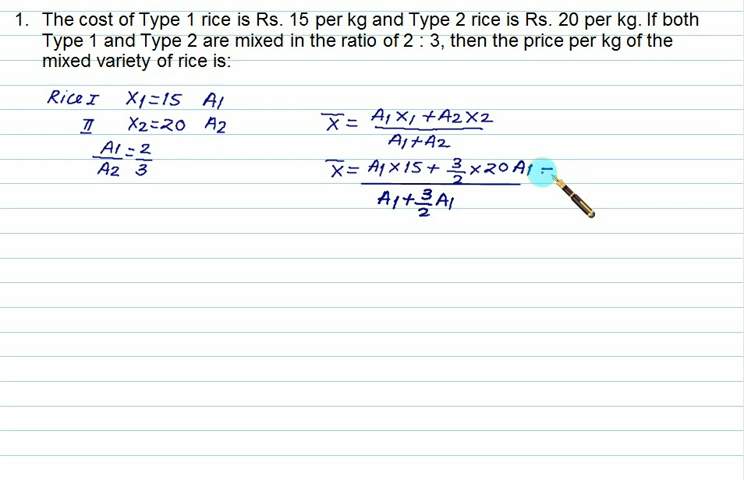 1. The cost of Type 1 rice is Rs. 15 per kg and Type 2 rice is Rs. 20 per kg. If both
Type 1 and Type 2 are mixed in the ratio of 2 : 3, then the price per kg of the
mixed variety of rice is:
Rice I X1=15 A1
II X2=20 A2
A1/A2 = 2/3
X̅ = (A1X1+A2X2)/(A1+A2)
X̅ = (A1×15+3/2×20A1)/(A1+3/2A1) =